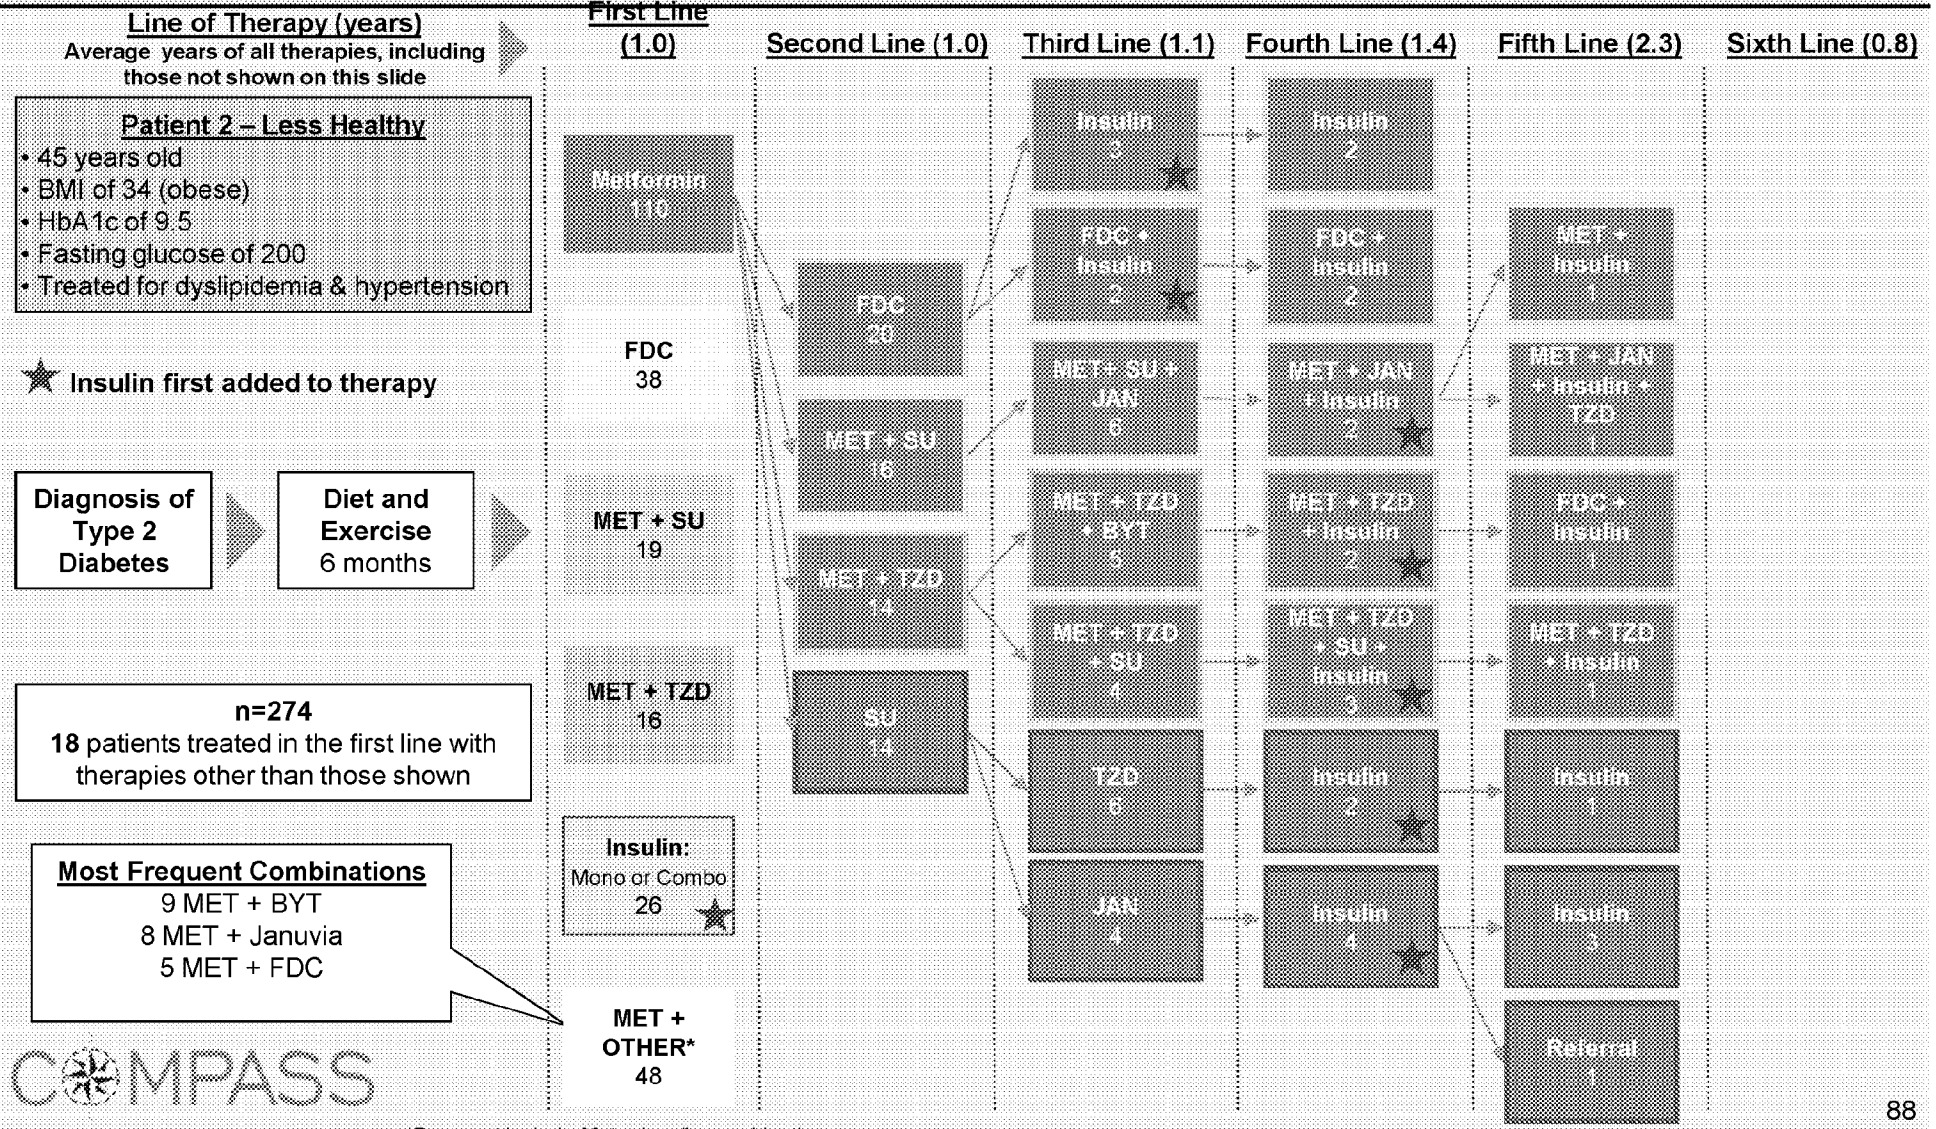 Line of Therapy (years)
Average years of all therapies, including
those not shown on this slide
First Line
(1.0)
Second Line (1.0)
Third Line (1.1)
Fourth Line (1.4)
Fifth Line (2.3)
Sixth Line (0.8)
Patient 2 – Less Healthy
• 45 years old
• BMI of 34 (obese)
• HbA1c of 9.5
• Fasting glucose of 200
• Treated for dyslipidemia & hypertension
Insulin first added to therapy
Diagnosis of
Type 2
Diabetes
Diet and
Exercise
6 months
n=274
18 patients treated in the first line with
therapies other than those shown
Most Frequent Combinations
9 MET + BYT
8 MET + Januvia
5 MET + FDC
COMPASS
Metformin
110
FDC
38
MET + SU
19
MET + TZD
16
Insulin:
Mono or Combo
26
MET +
OTHER*
48
FDC
20
MET + SU
16
MET + TZD
14
SU
14
Insulin
3
FDC +
Insulin
2
MET+ SU +
JAN
6
MET + TZD
+ BYT
5
MET + TZD
+ SU
4
TZD
6
JAN
4
Insulin
2
FDC +
Insulin
2
MET + JAN
+ Insulin
2
MET + TZD
+ Insulin
2
MET + TZD
+ SU +
Insulin
3
Insulin
2
Insulin
4
MET +
Insulin
1
MET + JAN
+ Insulin +
TZD
1
FDC +
Insulin
1
MET + TZD
+ Insulin
1
Insulin
1
Insulin
3
Referral
1
88